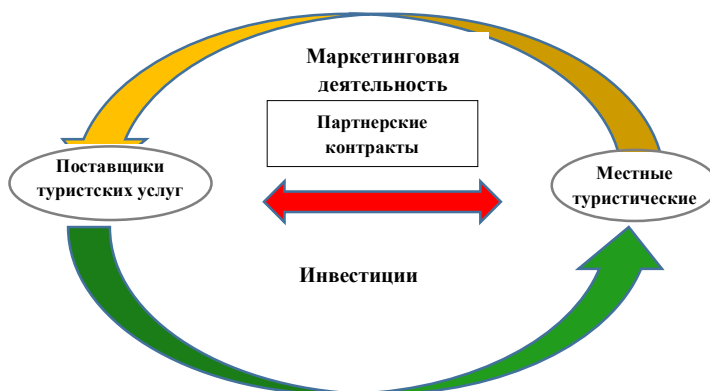 Маркетинговая
деятельность
Партнерские
контракты
Поставщики
туристских услуг
Местные
туристические
Инвестиции